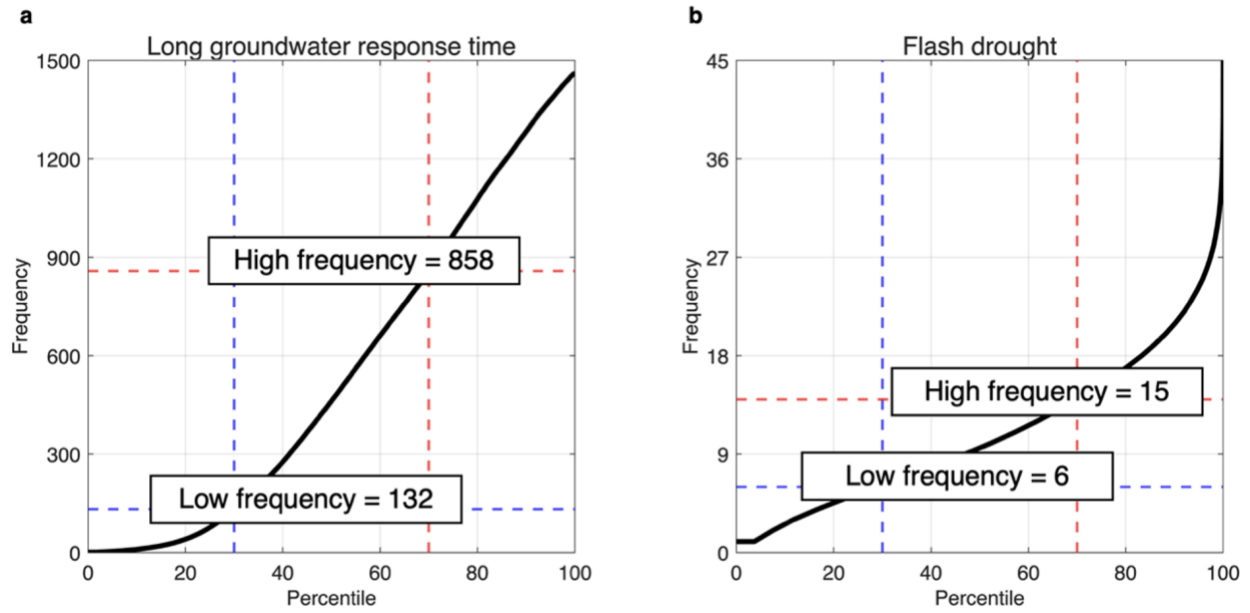 a
Long groundwater response time
1500
1200
900
600
300
0
Frequency
High frequency = 858
Low frequency = 132
0 20 40 60 80 100
Percentile
b
Flash drought
45
36
27
18
9
0
Frequency
High frequency = 15
Low frequency = 6
0 20 40 60 80 100
Percentile